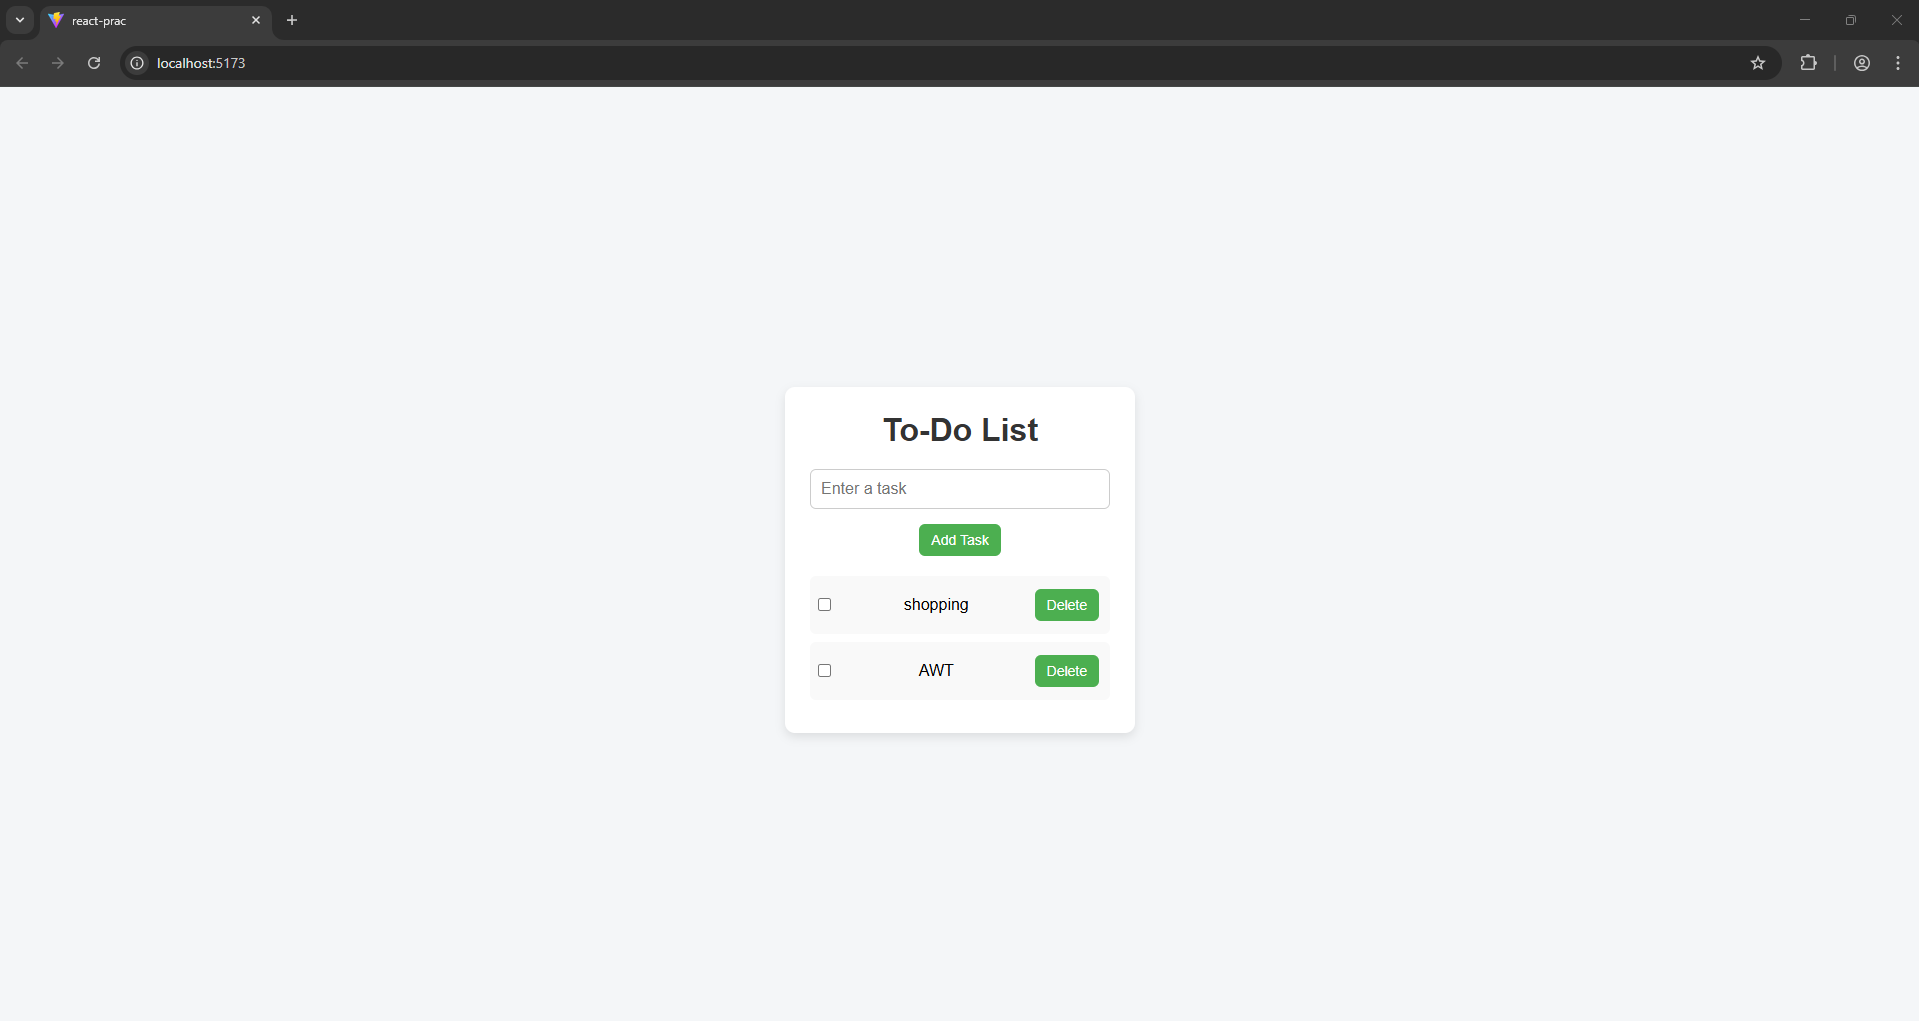 react-prac
localhost:5173
To-Do List
Enter a task
Add Task
shopping
Delete
AWT
Delete